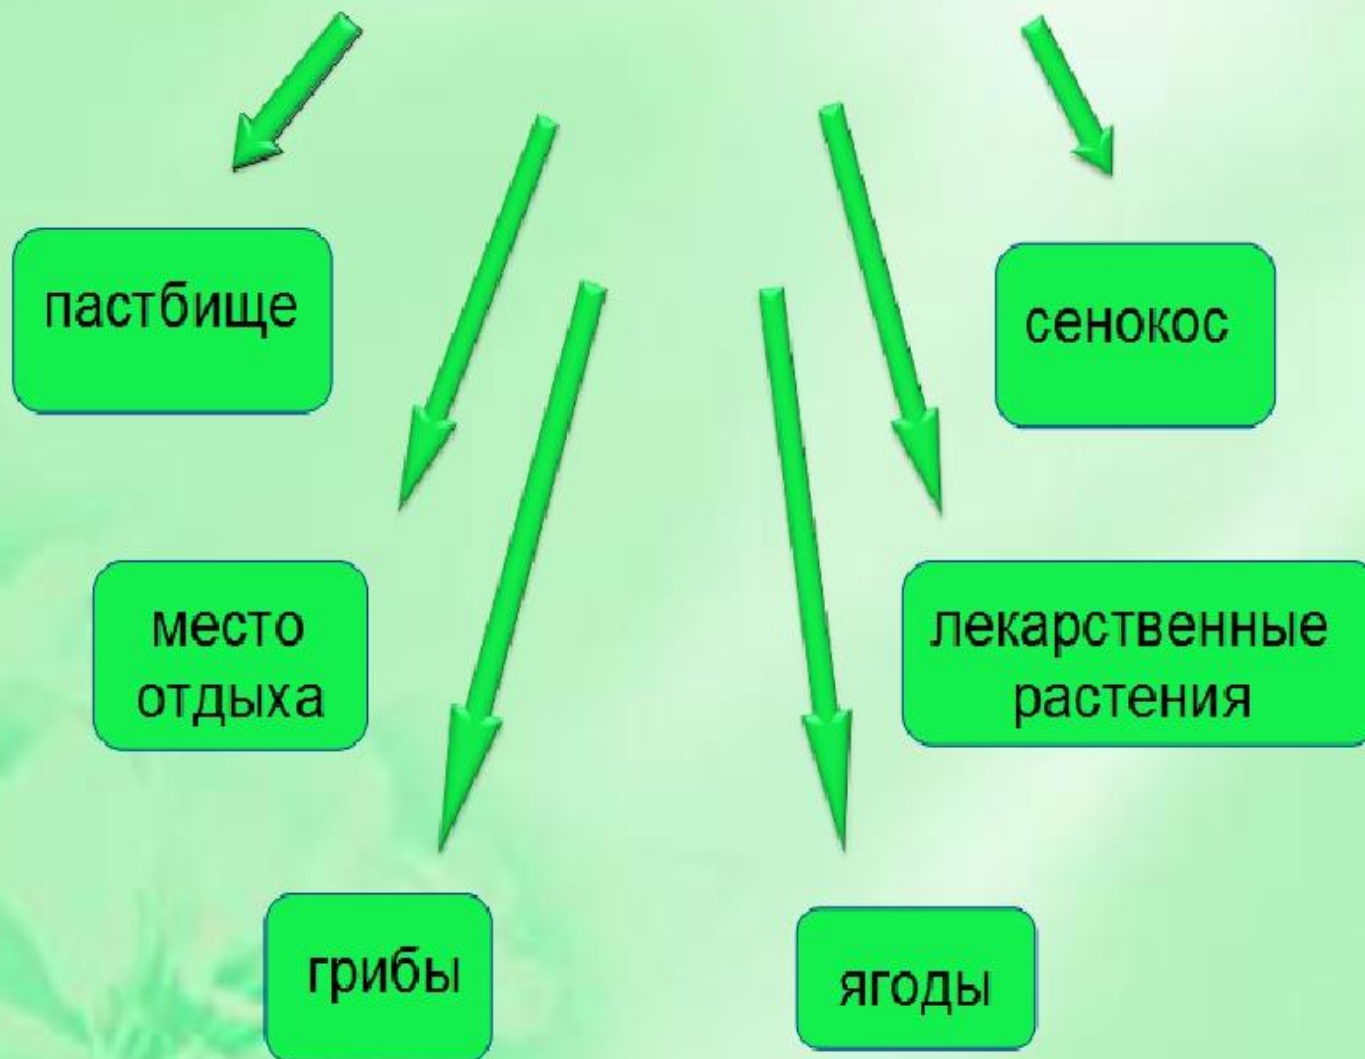 пастбище
сенокос
место
отдыха
лекарственные
растения
грибы
ягоды